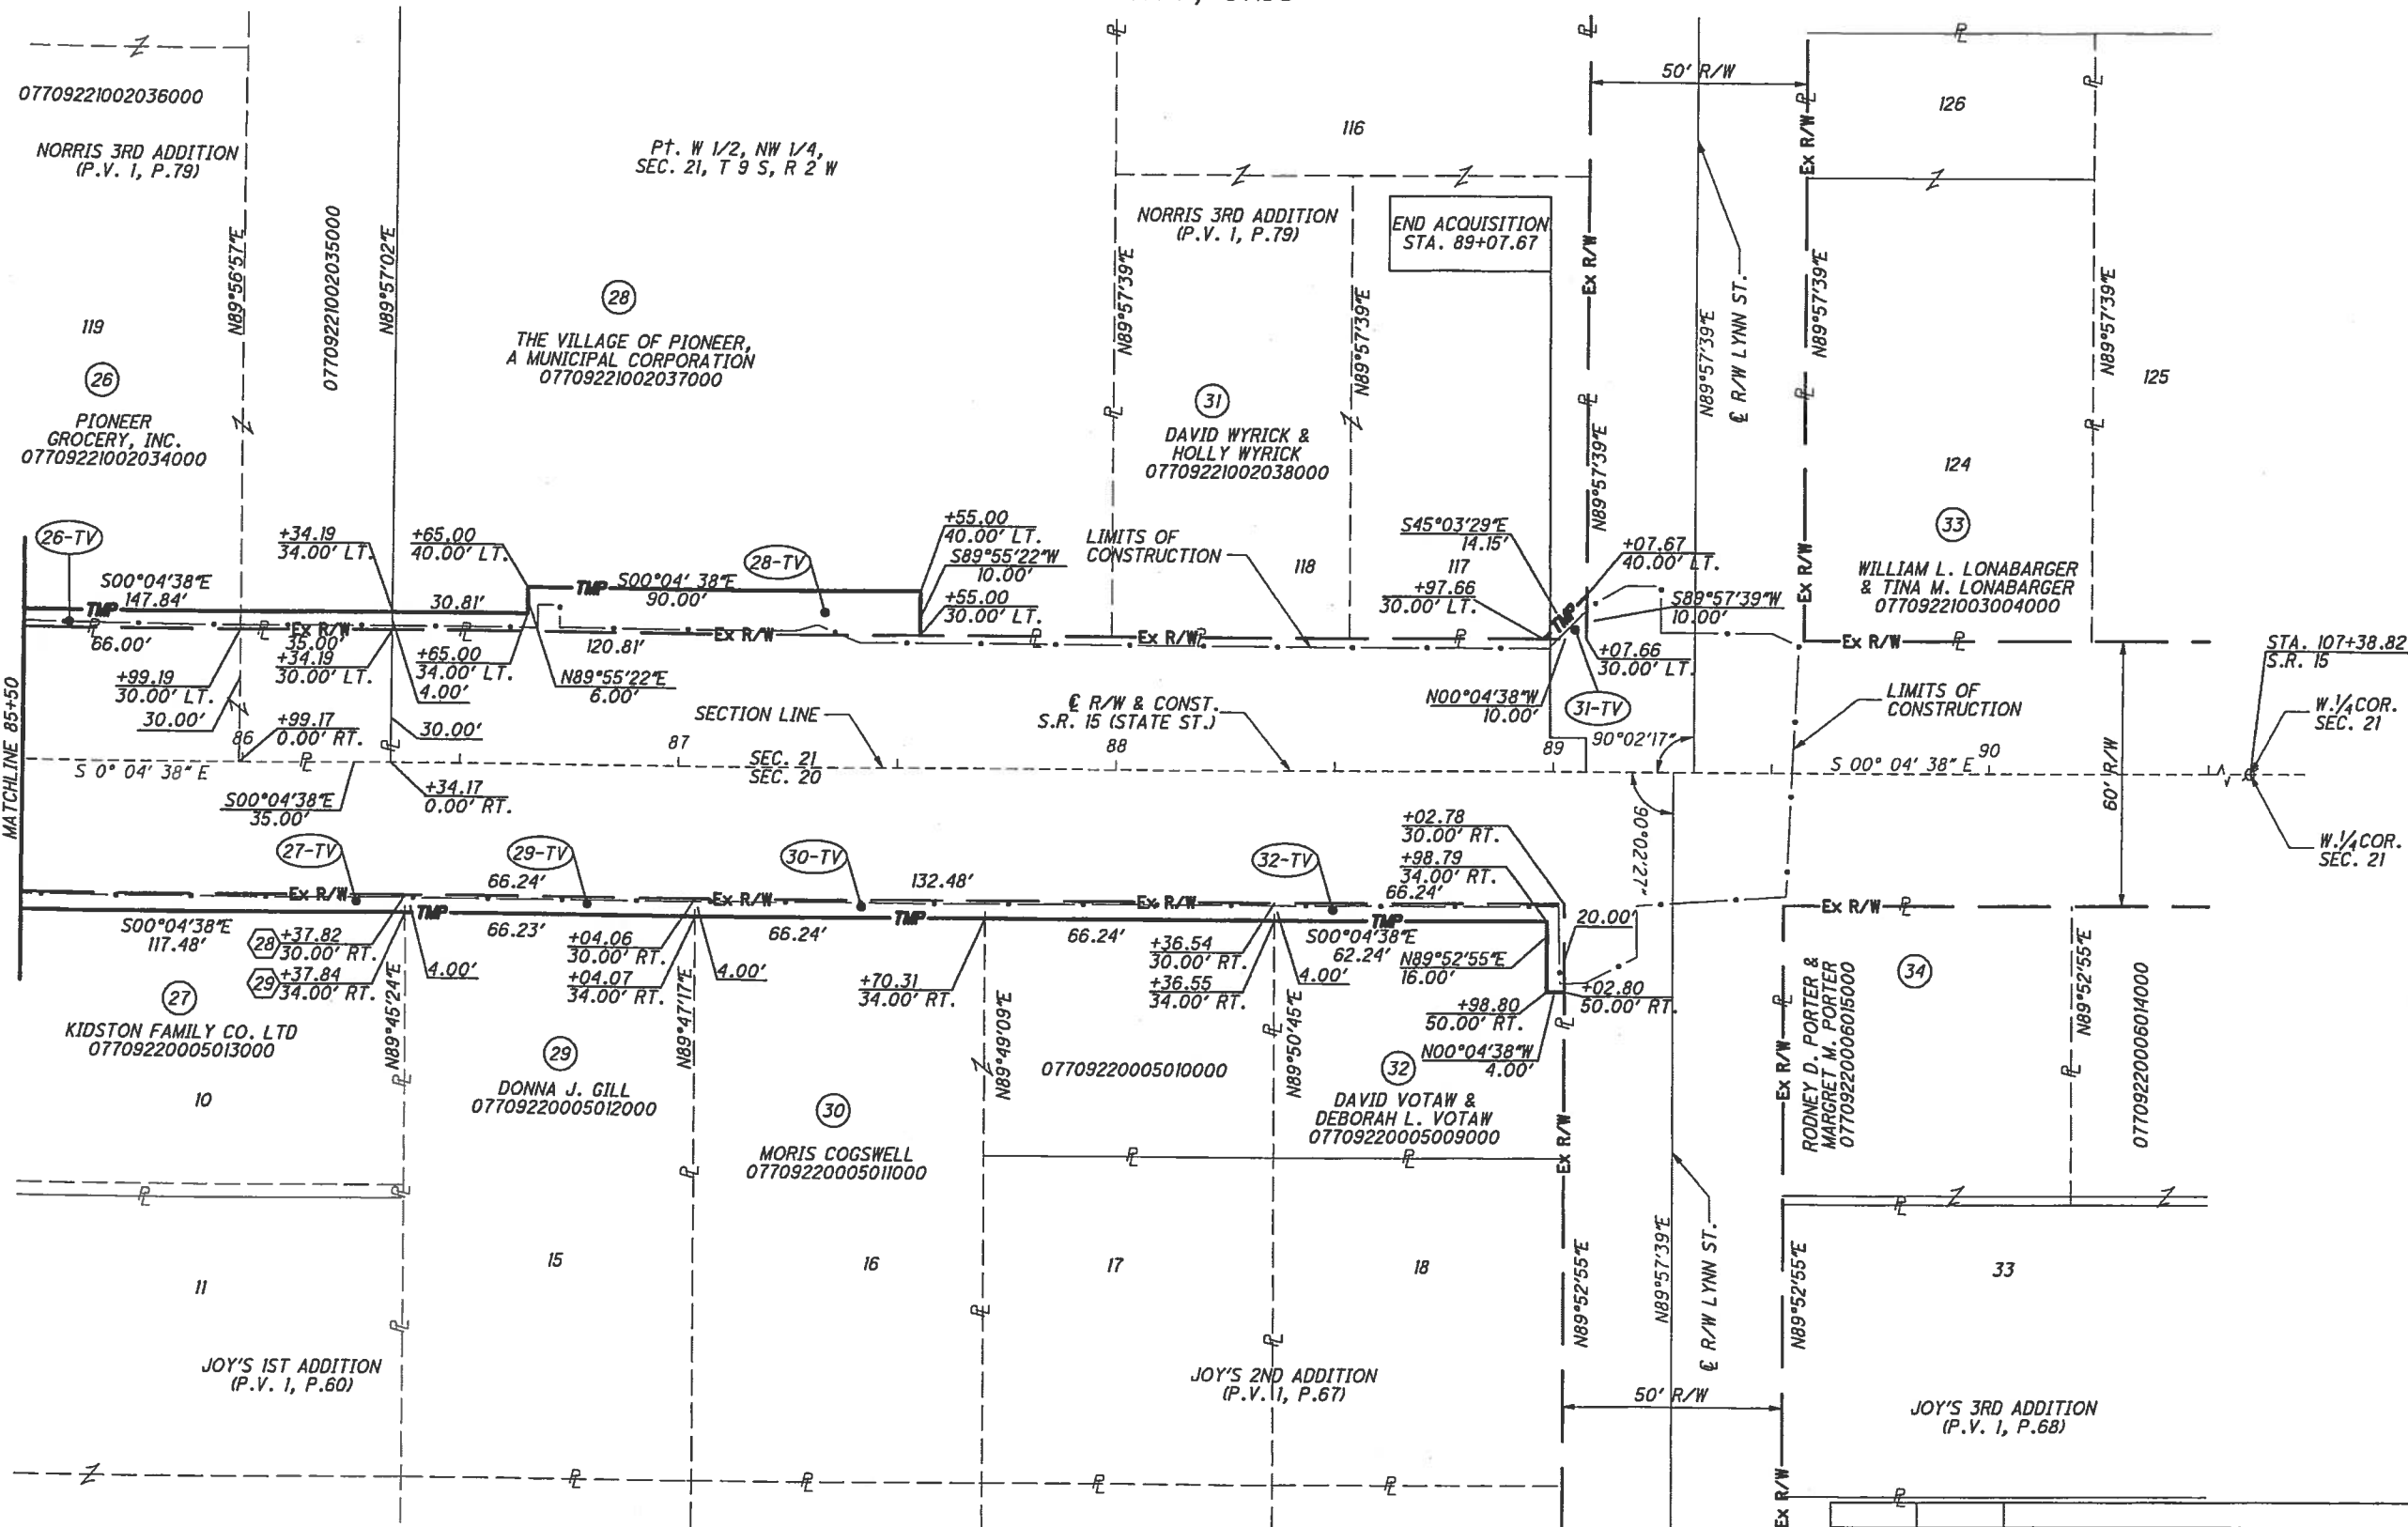 50' R/W
07709221002036000
NORRIS 3RD ADDITION
(P.V. 1, P.79)
Pt. W 1/2, NW 1/4,
SEC. 21, T 9 S, R 2 W
116
126
NORRIS 3RD ADDITION
(P.V. 1, P.79)
END ACQUISITION
STA. 89+07.67
Ex R/W
Ex R/W
N89°56'57"E
07709221002035000
N89°57'02"E
N89°57'39"E
N89°57'39"E
N89°57'39"E
N89°57'39"E
℄ R/W LYNN ST.
N89°57'39"E
N89°57'39"E
119
26
PIONEER
GROCERY, INC.
07709221002034000
28
THE VILLAGE OF PIONEER,
A MUNICIPAL CORPORATION
07709221002037000
31
DAVID WYRICK &
HOLLY WYRICK
07709221002038000
125
124
33
WILLIAM L. LONABARGER
& TINA M. LONABARGER
07709221003004000
N89°57'39"E
Ex R/W
26-TV
S00°04'38"E
147.84'
TMP
66.00'
+34.19
34.00' LT.
30.81'
+65.00
40.00' LT.
TMP
S00°04' 38"E
90.00'
28-TV
+55.00
40.00' LT.
S89°55'22"W
10.00'
+55.00
30.00' LT.
LIMITS OF
CONSTRUCTION
118
117
S45°03'29"E
14.15'
+97.66
30.00' LT.
+07.67
40.00' LT.
TMP
S89°57'39"W
10.00'
Ex R/W
35.00'
+34.19
30.00' LT.
+65.00
34.00' LT.
4.00'
120.81'
Ex R/W
Ex R/W
Ex R/W
N89°55'22"E
6.00'
+99.19
30.00' LT.
30.00'
+99.17
0.00' RT.
30.00'
+07.66
30.00' LT.
N00°04'38"W
10.00'
31-TV
90°02'17"
LIMITS OF
CONSTRUCTION
60' R/W
STA. 107+38.82
S.R. 15
W.1/4COR.
SEC. 21
W.1/4COR.
SEC. 21
MATCHLINE 85+50
SECTION LINE
℄ R/W & CONST.
S.R. 15 (STATE ST.)
86
87
88
89
90
S 0° 04' 38" E
SEC. 21
SEC. 20
S 00° 04' 38" E
S00°04'38"E
35.00'
+34.17
0.00' RT.
27-TV
29-TV
30-TV
32-TV
+02.78
30.00' RT.
+98.79
34.00' RT.
Ex R/W
66.24'
Ex R/W
132.48'
Ex R/W
66.24'
Ex R/W
TMP
TMP
TMP
S00°04'38"E
117.48'
28
+37.82
30.00' RT.
29
+37.84
34.00' RT.
4.00'
66.23'
+04.06
30.00' RT.
+04.07
34.00' RT.
4.00'
66.24'
+70.31
34.00' RT.
66.24'
+36.54
30.00' RT.
+36.55
34.00' RT.
4.00'
S00°04'38"E
62.24'
N89°52'55"E
16.00'
20.00'
+98.80
50.00' RT.
+02.80
50.00' RT.
N00°04'38"W
4.00'
27
KIDSTON FAMILY CO. LTD
07709220005013000
N89°45'24"E
29
DONNA J. GILL
07709220005012000
N89°47'17"E
30
MORIS COGSWELL
07709220005011000
N89°49'09"E
07709220005010000
N89°50'45"E
32
DAVID VOTAW &
DEBORAH L. VOTAW
07709220005009000
Ex R/W
Ex R/W
RODNEY D. PORTER &
MARGRET M. PORTER
07709220006015000
34
N89°52'55"E
07709220006014000
10
11
15
16
17
18
33
N89°52'55"E
N89°57'39"E
℄ R/W LYNN ST.
N89°52'55"E
JOY'S 1ST ADDITION
(P.V. 1, P.60)
JOY'S 2ND ADDITION
(P.V. 1, P.67)
50' R/W
JOY'S 3RD ADDITION
(P.V. 1, P.68)
Ex R/W